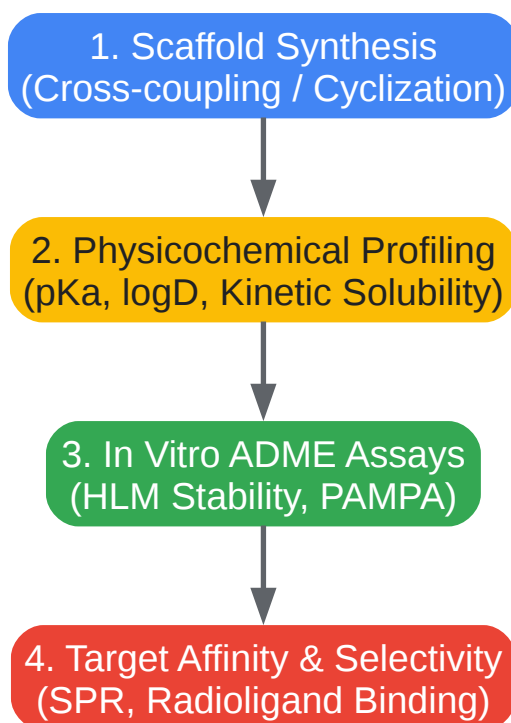 1. Scaffold Synthesis
(Cross-coupling / Cyclization)
2. Physicochemical Profiling
(pKa, logD, Kinetic Solubility)
3. In Vitro ADME Assays
(HLM Stability, PAMPA)
4. Target Affinity & Selectivity
(SPR, Radioligand Binding)